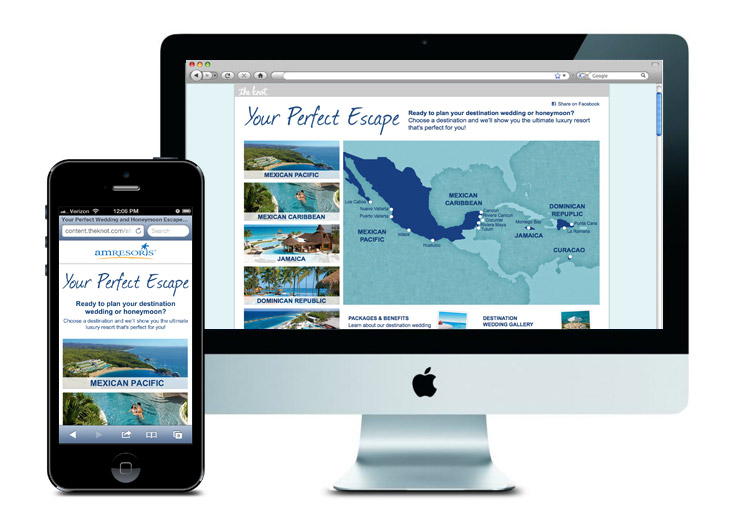 Verizon 12:06 PM
Your Perfect Wedding and Honeymoon Escape...
content.theknot.com/all
Search
amresorts
Your Perfect Escape
Ready to plan your destination
wedding or honeymoon?
Choose a destination and we'll show you the ultimate
luxury resort that's perfect for you!
MEXICAN PACIFIC
Google
the knot
Share on Facebook
Your Perfect Escape
Ready to plan your destination wedding or honeymoon?
Choose a destination and we'll show you the ultimate luxury resort
that's perfect for you!
MEXICAN PACIFIC
MEXICAN CARIBBEAN
JAMAICA
DOMINICAN REPUBLIC
MEXICAN
CARIBBEAN
DOMINICAN
REPUPLIC
Los Cabos
Nuevo Vallarta
Puerto Vallarta
Cancun
Riviera Cancun
Cozumel
Riviera Maya
Tulum
Montego Bay
Punta Cana
La Romana
MEXICAN
PACIFIC
Ixtapa
Huatulco
JAMAICA
CURACAO
PACKAGES & BENEFITS
Learn about our destination wedding
DESTINATION
WEDDING GALLERY